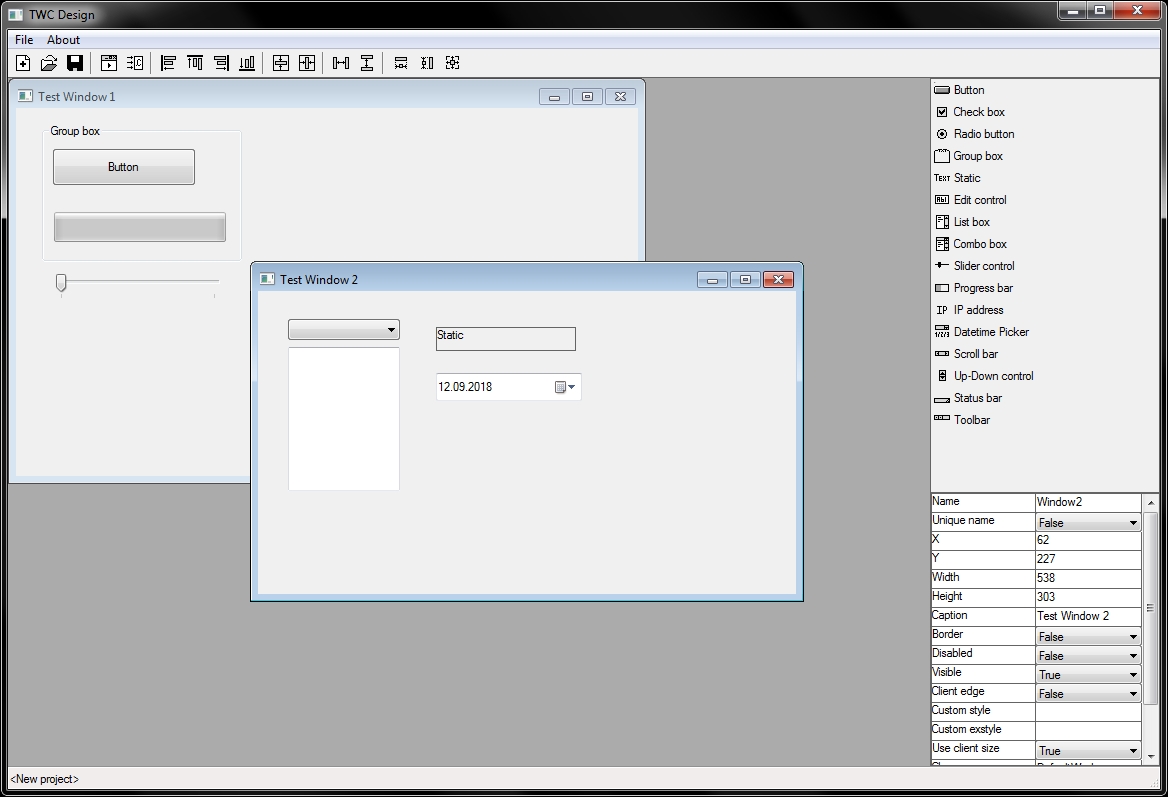 TWC Design
File About
Test Window 1
Group box
Button
Test Window 2
Static
12.09.2018
Button
Check box
Radio button
Group box
TEXT Static
Edit control
List box
Combo box
Slider control
Progress bar
IP IP address
Datetime Picker
Scroll bar
Up-Down control
Status bar
Toolbar
Name Window2
Unique name False
X 62
Y 227
Width 538
Height 303
Caption Test Window 2
Border False
Disabled False
Visible True
Client edge False
Custom style
Custom exstyle
Use client size True
<New project>